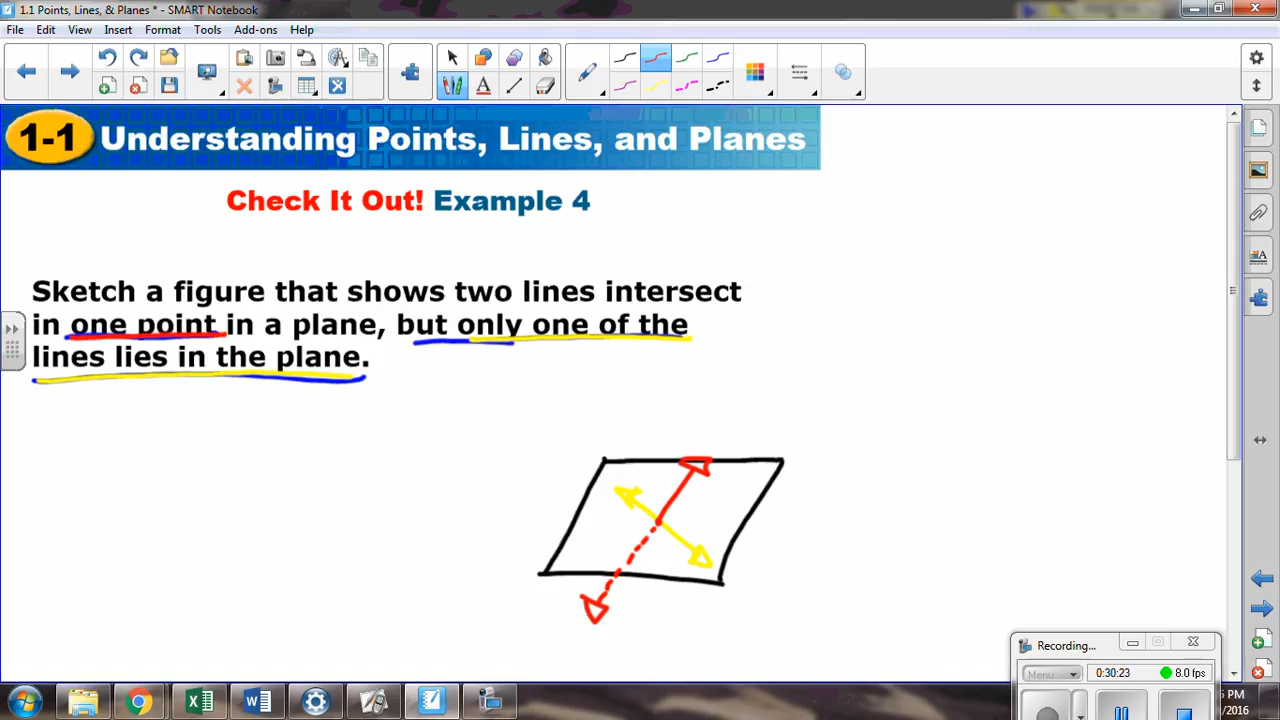 1.1 Points, Lines, & Planes * - SMART Notebook
File Edit View Insert Format Tools Add-ons Help
1-1 Understanding Points, Lines, and Planes
Check It Out! Example 4
Sketch a figure that shows two lines intersect
in one point in a plane, but only one of the
lines lies in the plane.
Recording...
Menu 0:30:23 8.0 fps
PM
/2016